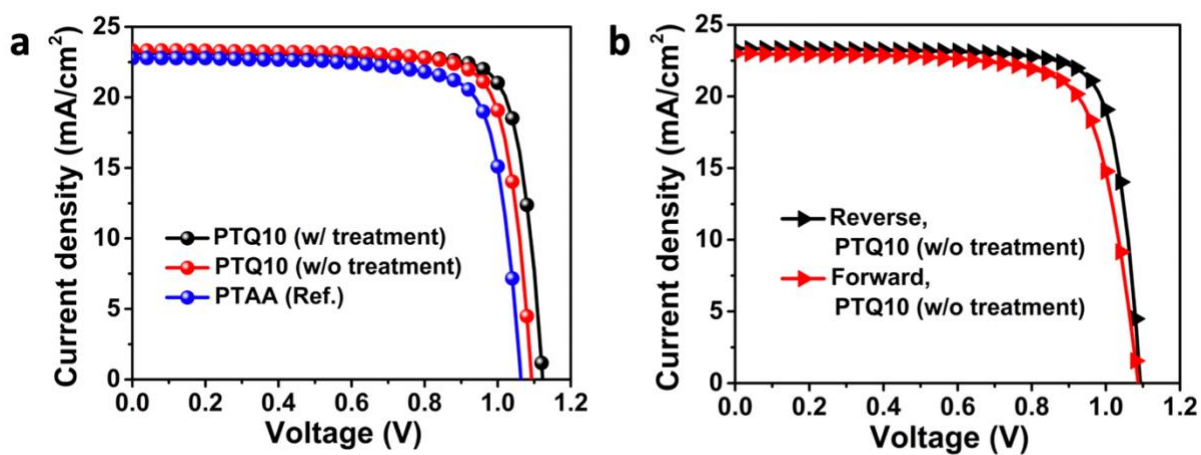 a
25
20
15
10
5
0
Current density (mA/cm²)
PTQ10 (w/ treatment)
PTQ10 (w/o treatment)
PTAA (Ref.)
0.0 0.2 0.4 0.6 0.8 1.0 1.2
Voltage (V)
b
25
20
15
10
5
0
Current density (mA/cm²)
Reverse,
PTQ10 (w/o treatment)
Forward,
PTQ10 (w/o treatment)
0.0 0.2 0.4 0.6 0.8 1.0 1.2
Voltage (V)